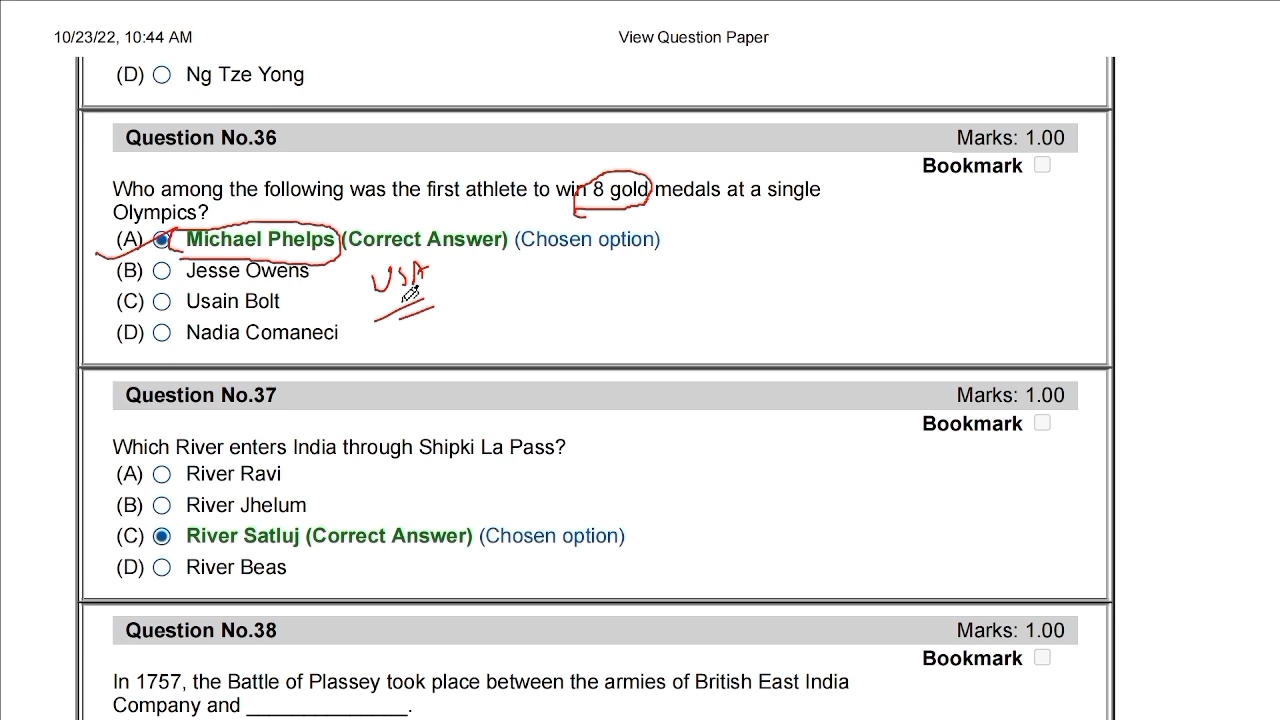 10/23/22, 10:44 AM View Question Paper
(D) Ng Tze Yong
Question No.36 Marks: 1.00
Bookmark
Who among the following was the first athlete to win 8 gold medals at a single
Olympics?
(A) Michael Phelps (Correct Answer) (Chosen option)
(B) Jesse Owens
USA
(C) Usain Bolt
(D) Nadia Comaneci
Question No.37 Marks: 1.00
Bookmark
Which River enters India through Shipki La Pass?
(A) River Ravi
(B) River Jhelum
(C) River Satluj (Correct Answer) (Chosen option)
(D) River Beas
Question No.38 Marks: 1.00
Bookmark
In 1757, the Battle of Plassey took place between the armies of British East India
Company and ______________.